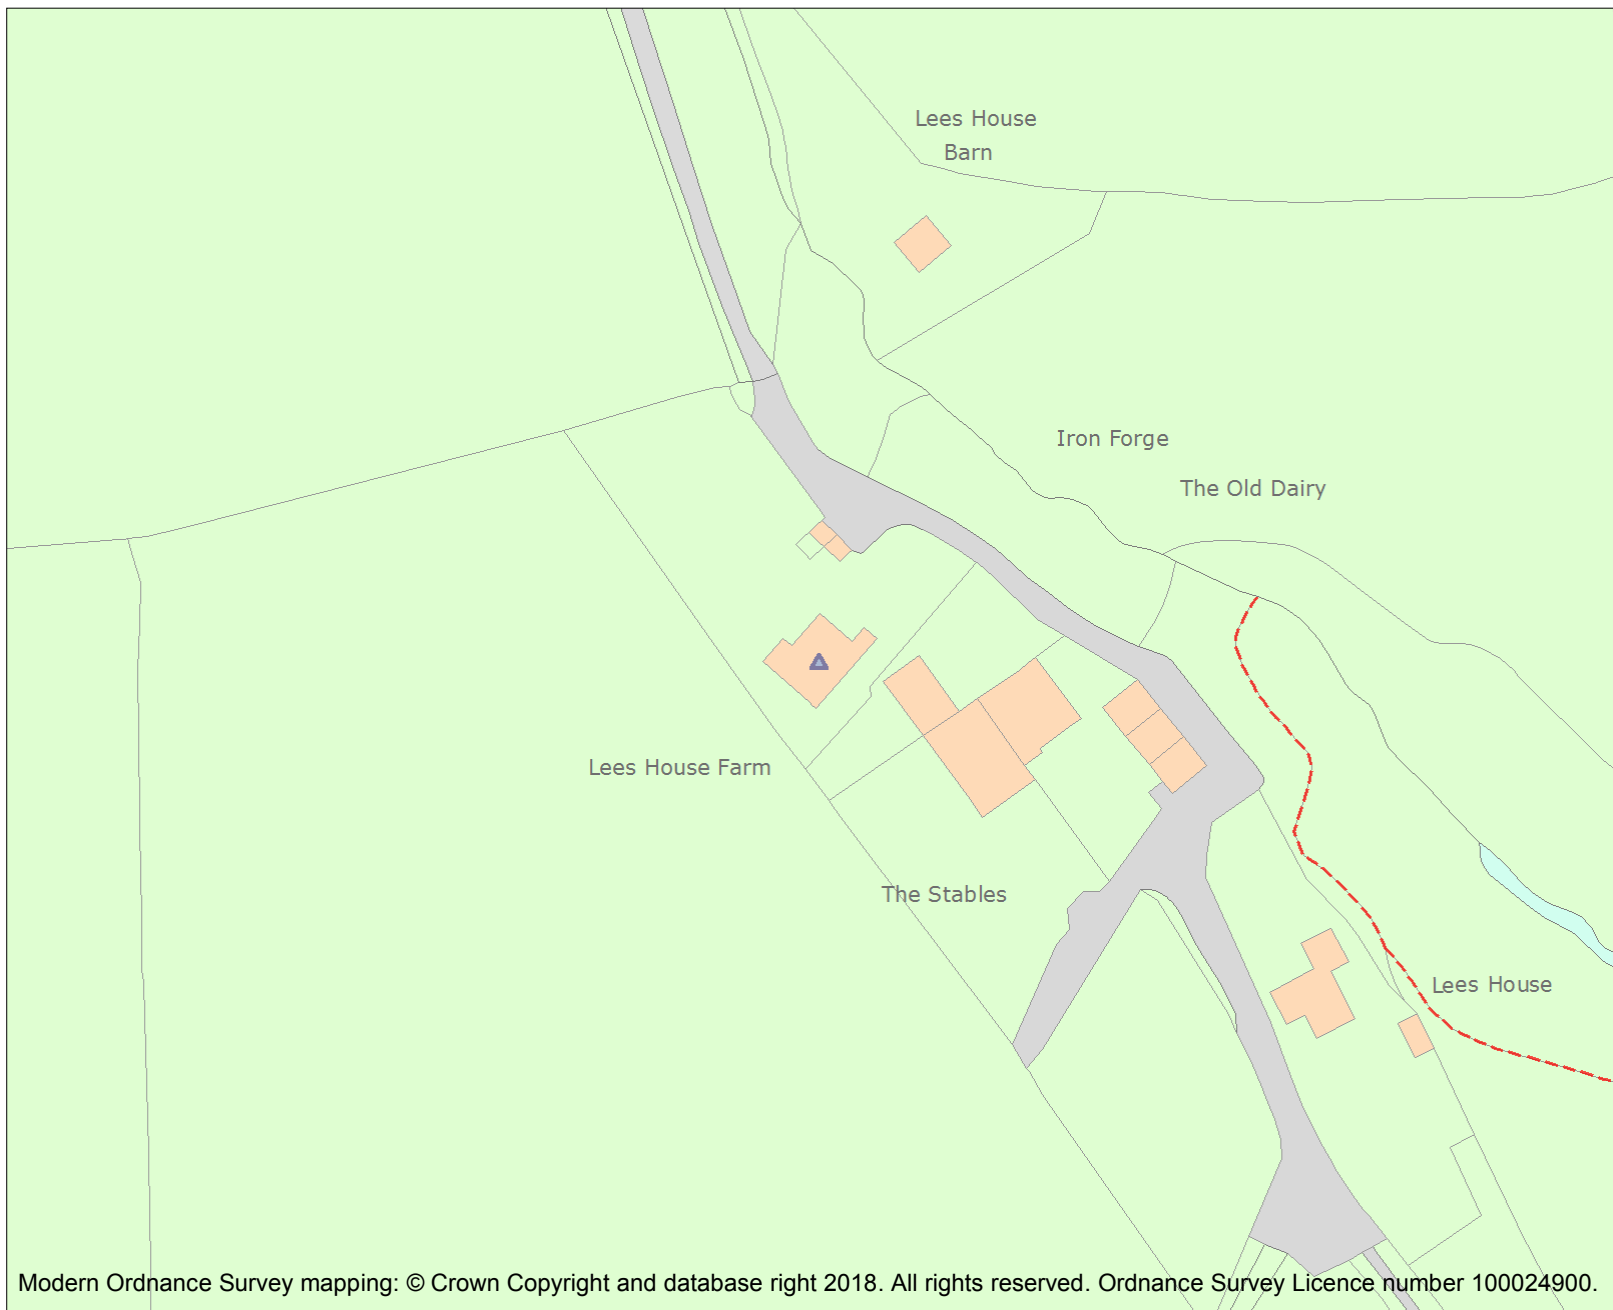 Lees House
Barn
Iron Forge
The Old Dairy
Lees House Farm
The Stables
Lees House
Modern Ordnance Survey mapping: © Crown Copyright and database right 2018. All rights reserved. Ordnance Survey Licence number 100024900.